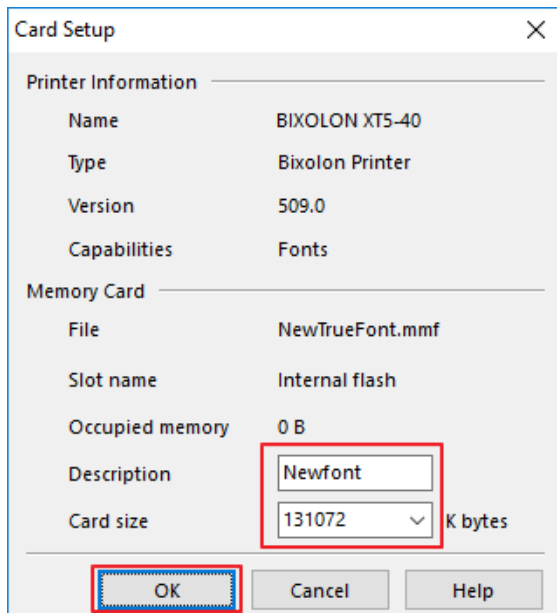 Card Setup
Printer Information
Name BIXOLON XT5-40
Type Bixolon Printer
Version 509.0
Capabilities Fonts
Memory Card
File NewTrueFont.mmf
Slot name Internal flash
Occupied memory 0 B
Description Newfont
Card size 131072 K bytes
OK Cancel Help